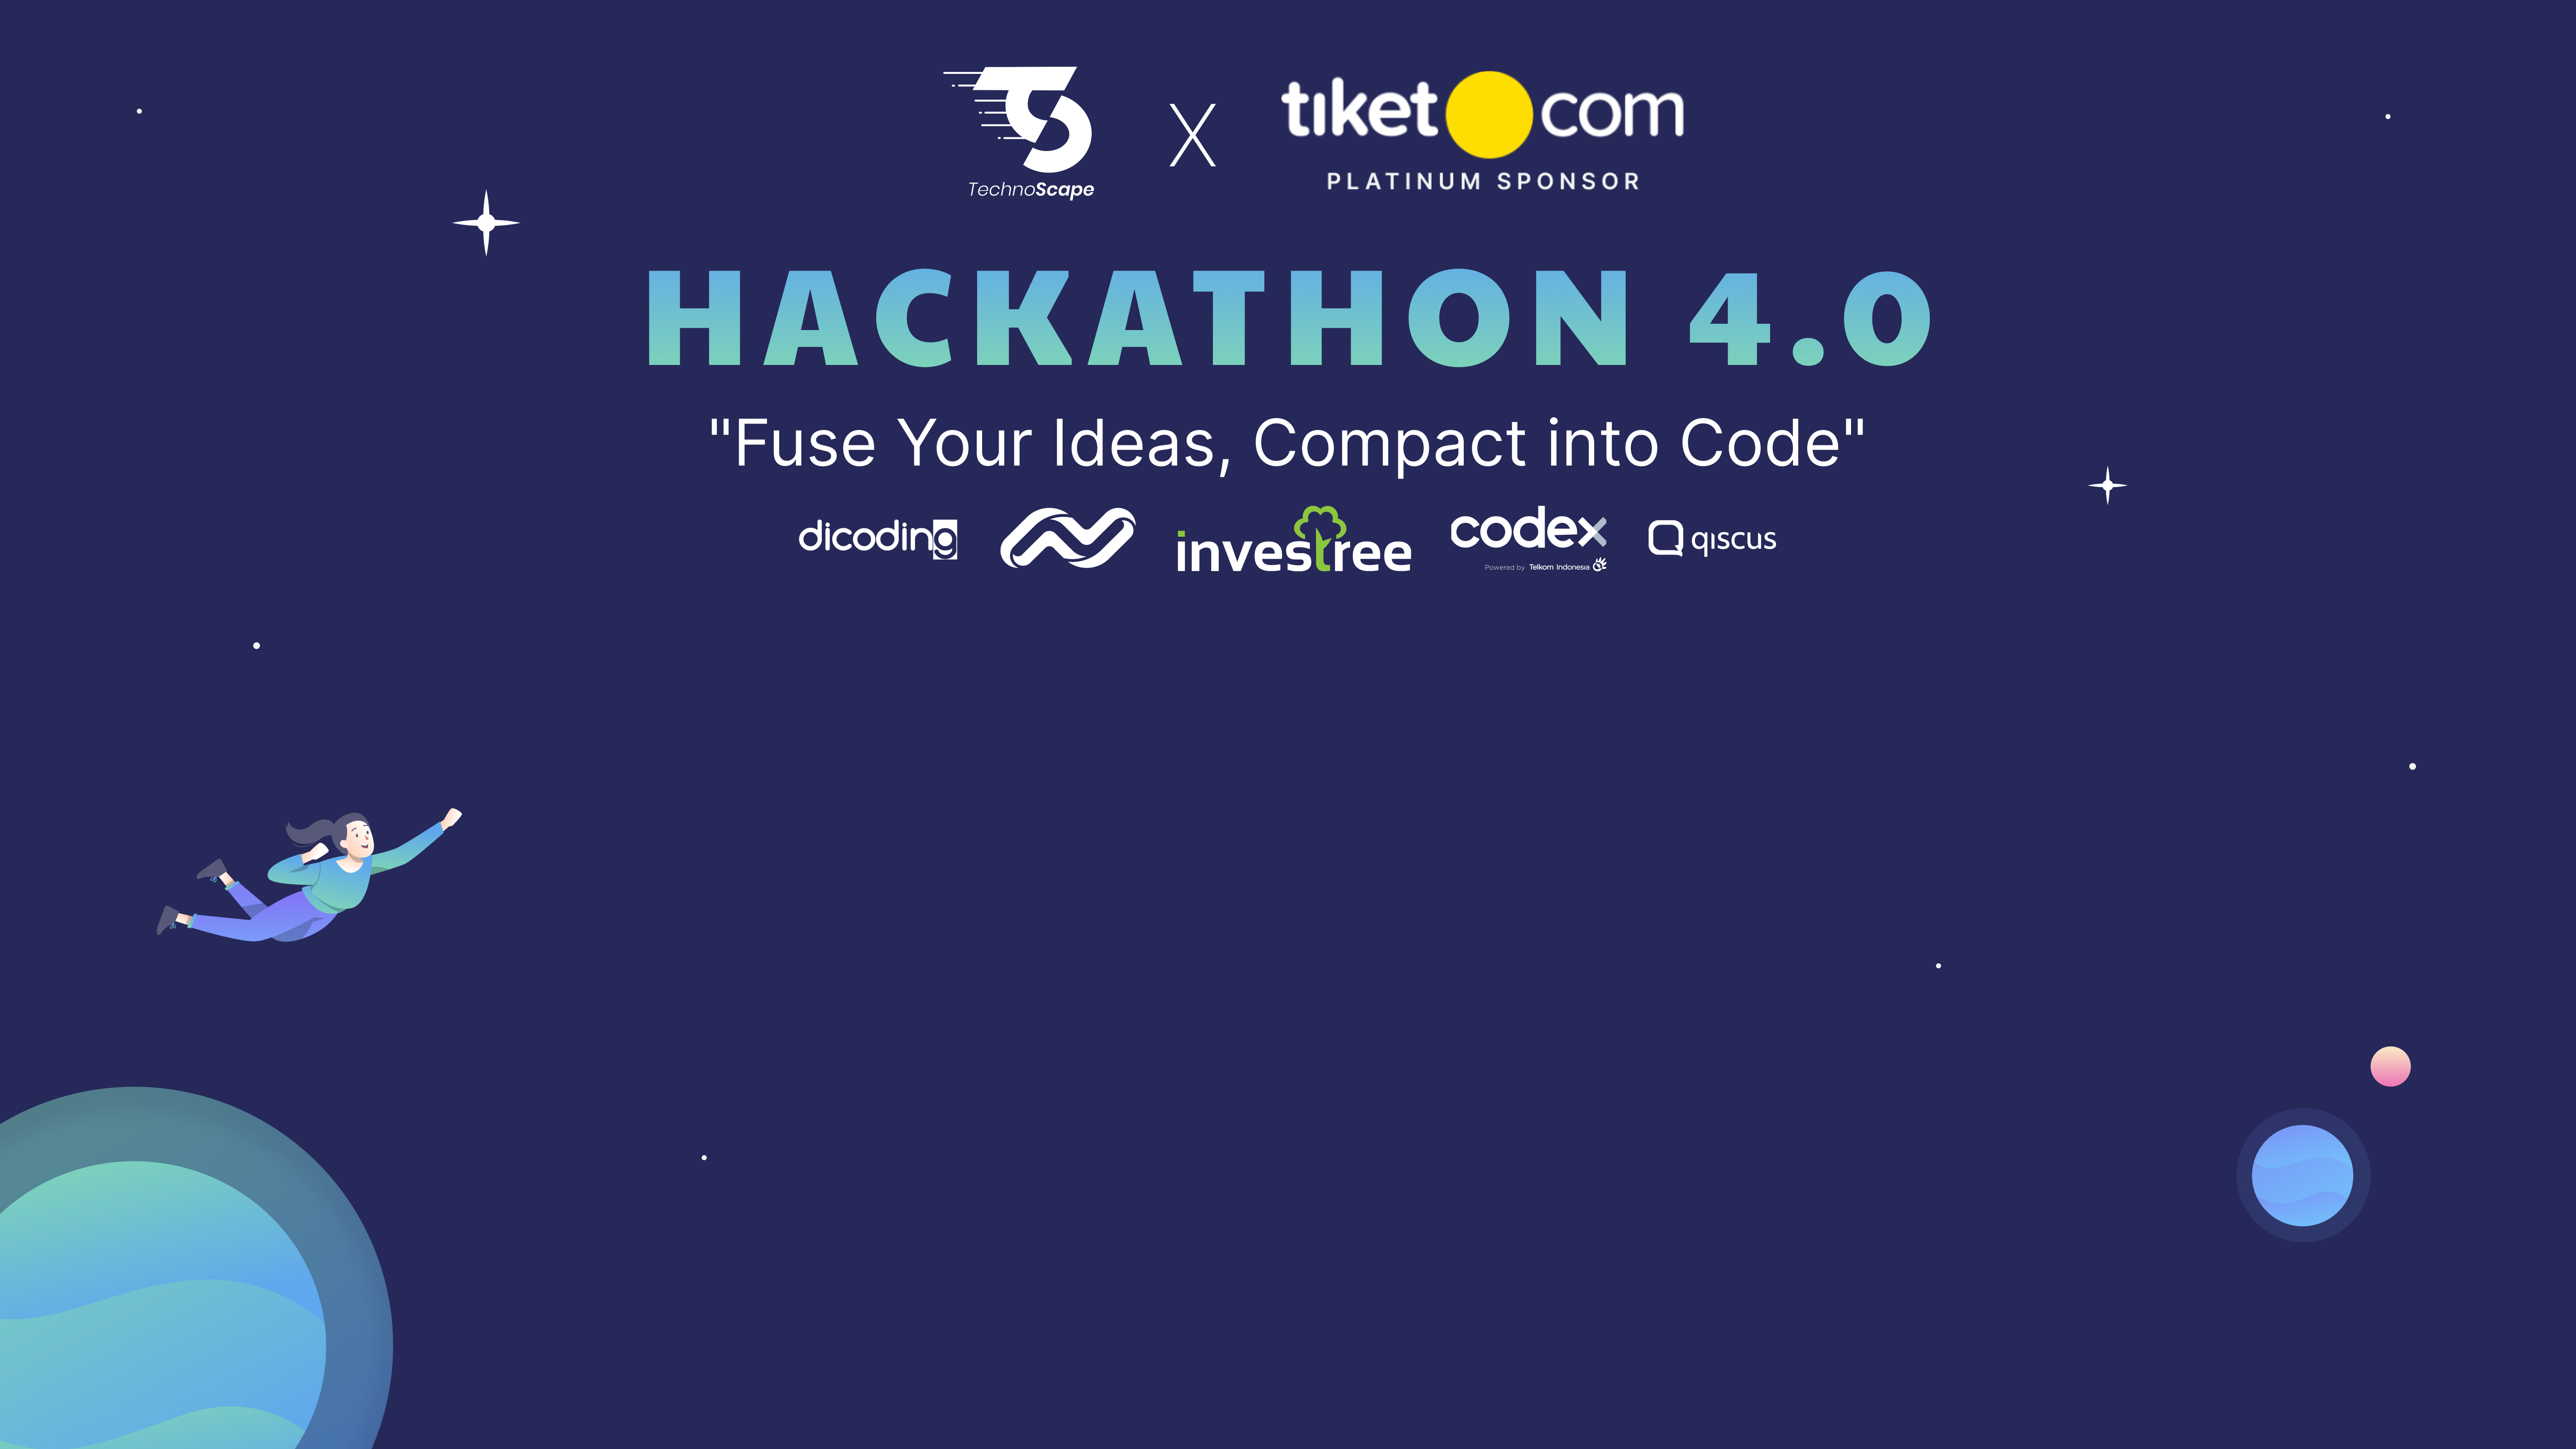 TechnoScape
X
tiket.com
PLATINUM SPONSOR
HACKATHON 4.0
"Fuse Your Ideas, Compact into Code"
dicoding investree codex qiscus
Powered by Telkom Indonesia